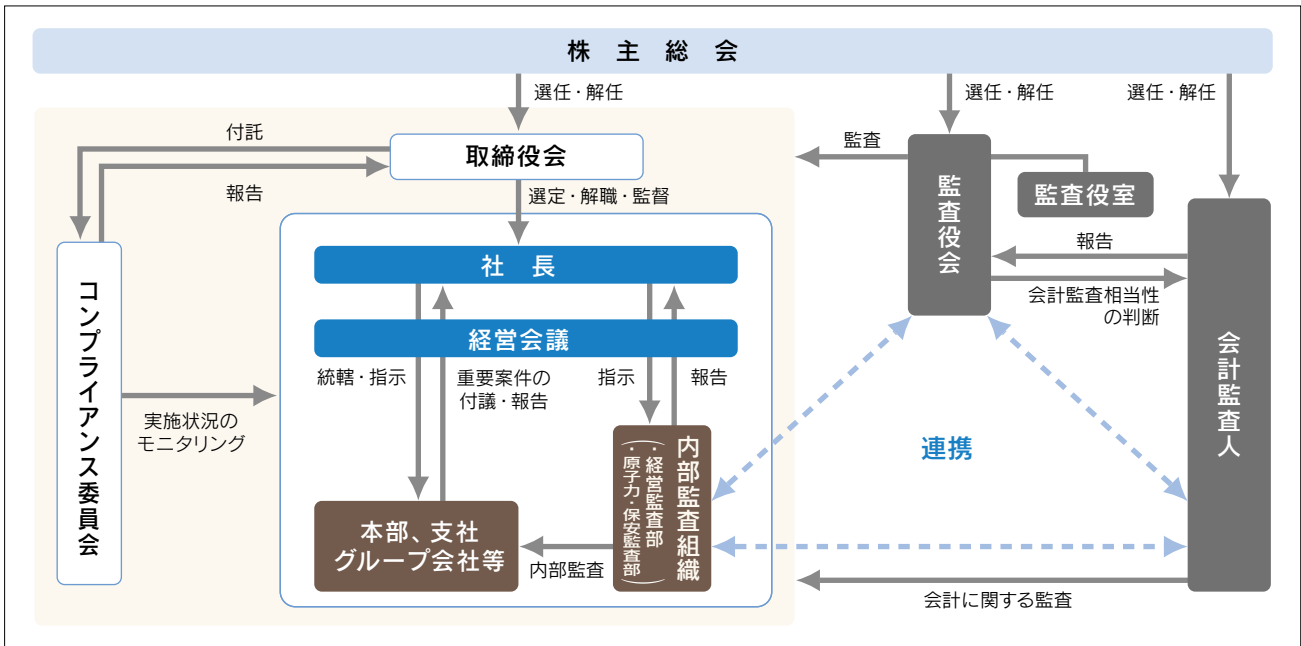 株 主 総 会
選任・解任
選任・解任
選任・解任
付託
取締役会
監査
監査役会
監査役室
報告
選定・解職・監督
コンプライアンス委員会
社 長
報告
会計監査相当性
の判断
会計監査人
経営会議
統轄・指示
重要案件の
付議・報告
指示
報告
実施状況の
モニタリング
内部監査組織
(・経営監査部
・原子力・保安監査部)
連携
本部、支社
グループ会社等
内部監査
会計に関する監査